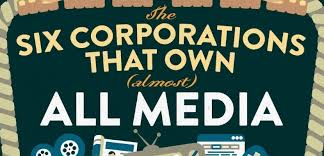 The
SIX CORPORATIONS
THAT OWN
(almost)
ALL MEDIA